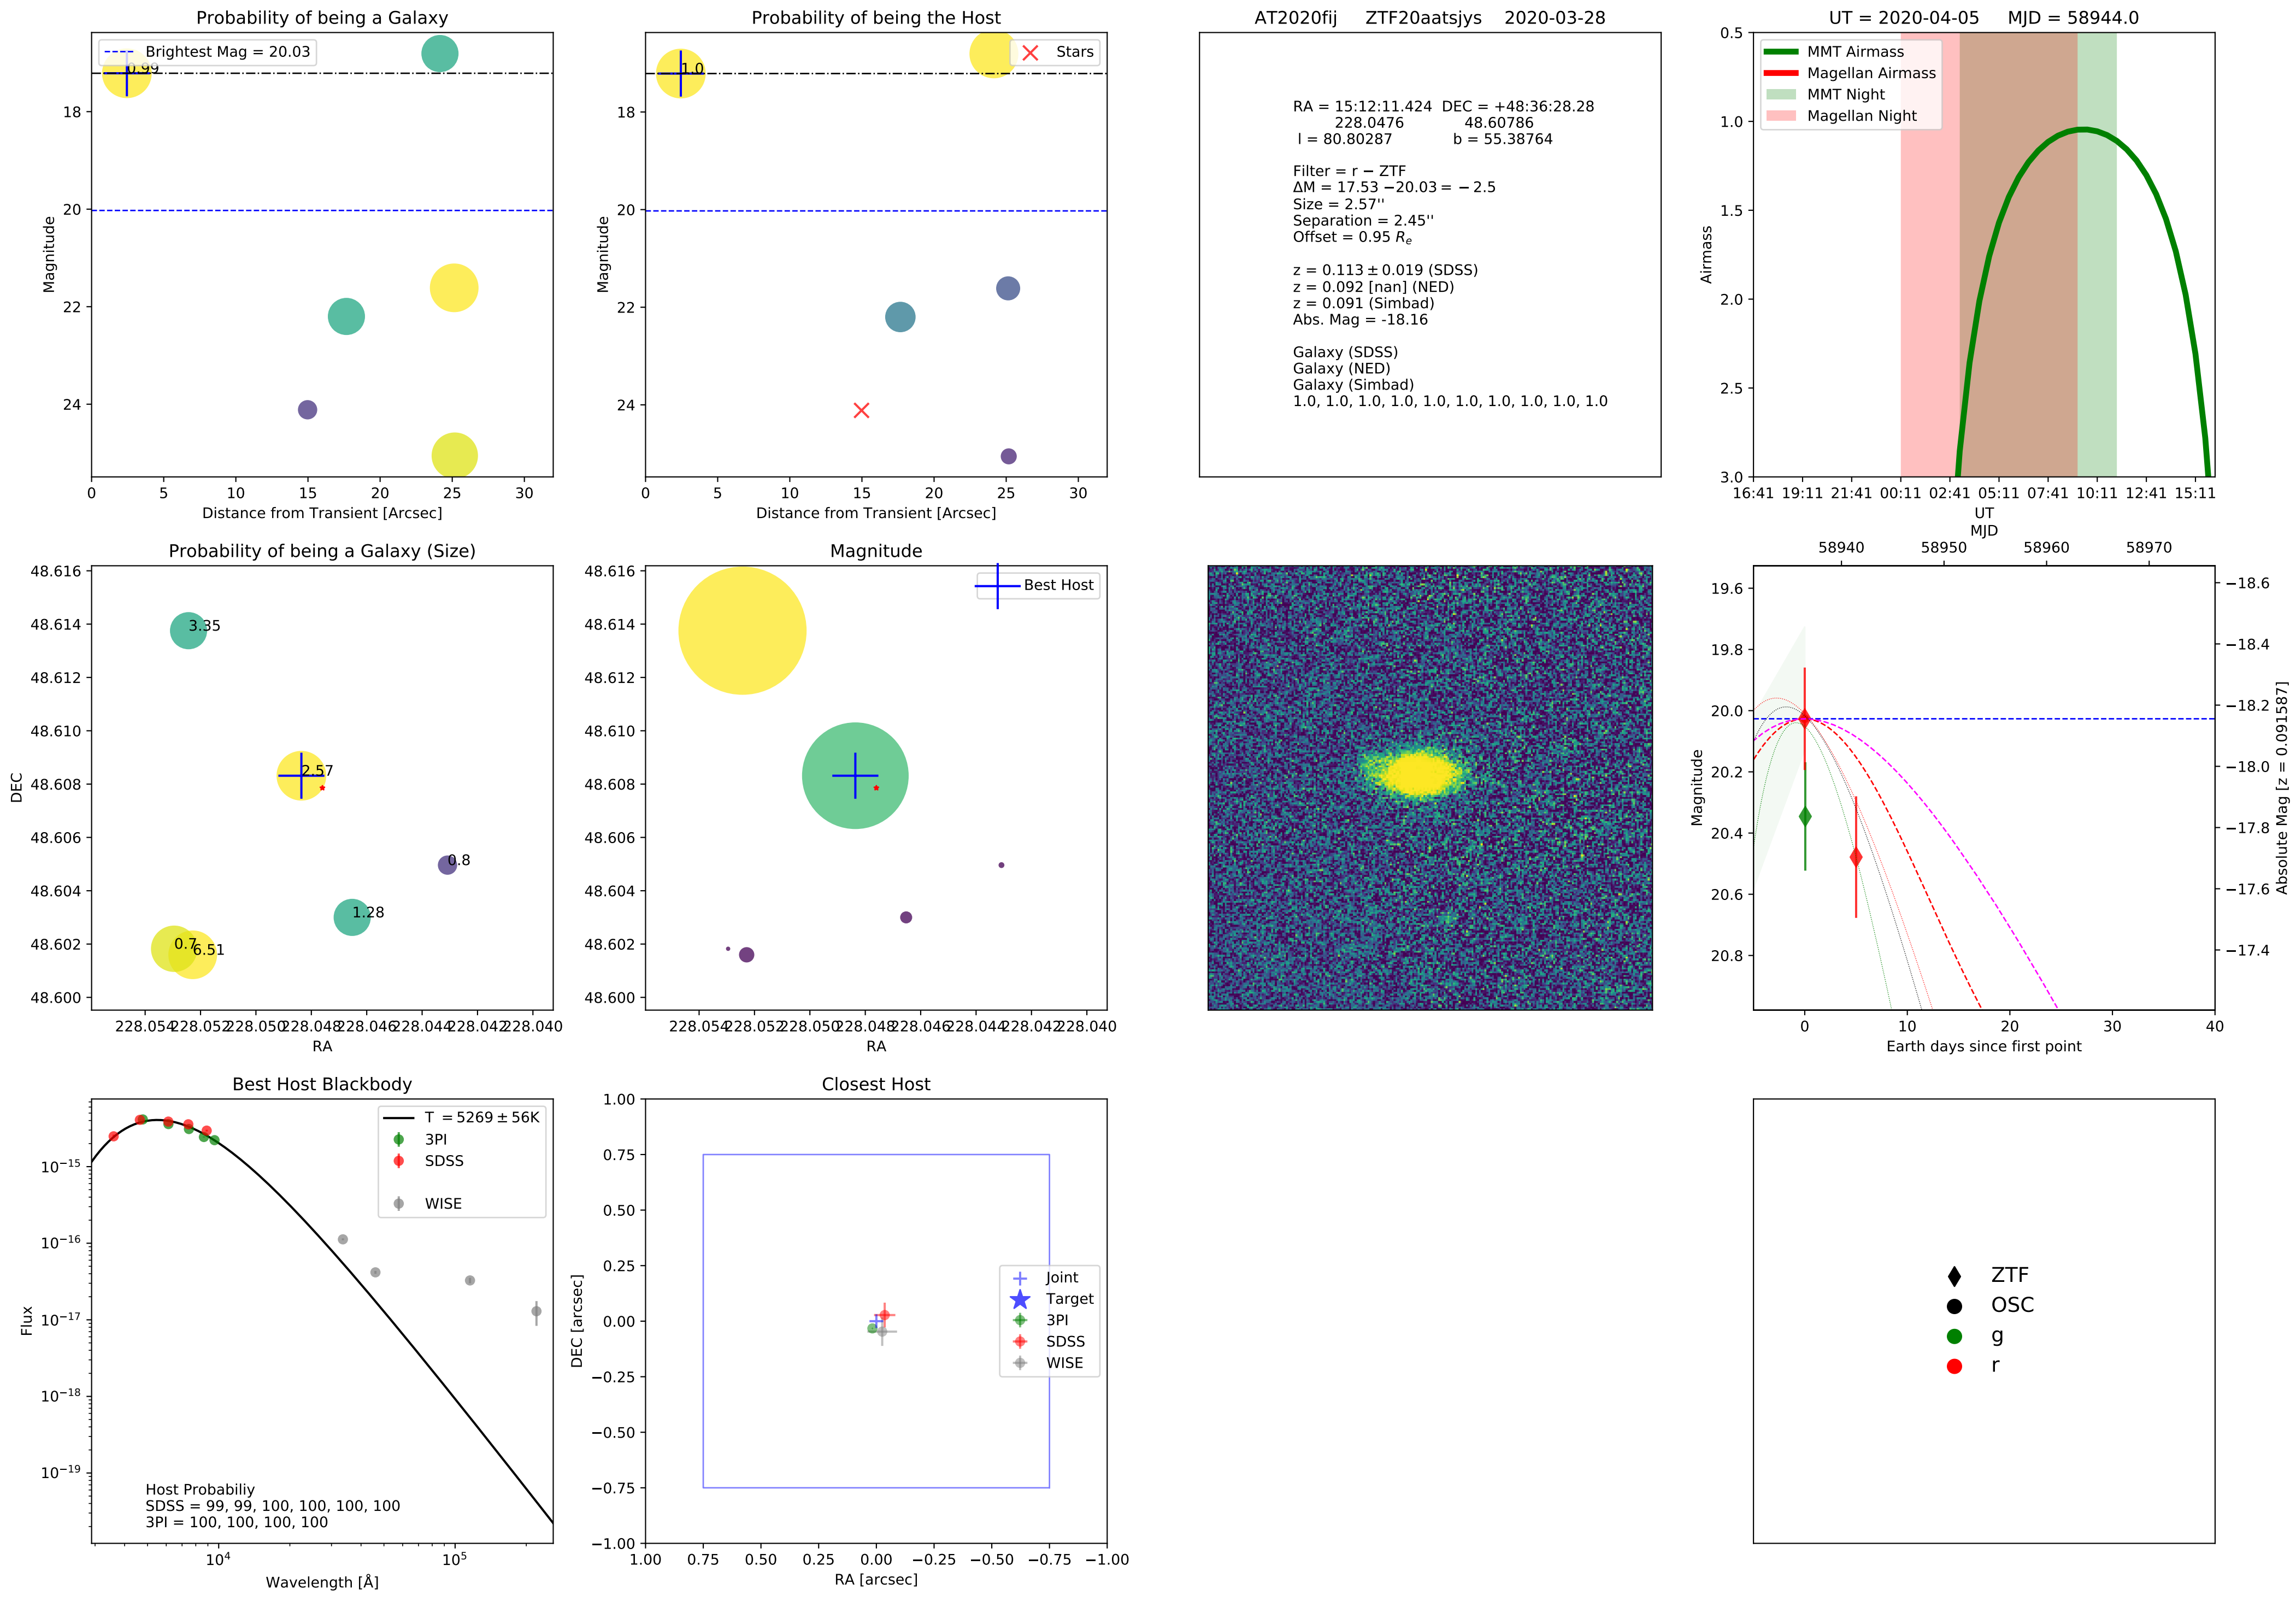 Probability of being a Galaxy
Brightest Mag = 20.03
0.99
18
20
22
24
Magnitude
0 5 10 15 20 25 30
Distance from Transient [Arcsec]
Probability of being the Host
Stars
1.0
18
20
22
24
Magnitude
0 5 10 15 20 25 30
Distance from Transient [Arcsec]
AT2020fij ZTF20aatsjys 2020-03-28
RA = 15:12:11.424 DEC = +48:36:28.28
228.0476 48.60786
l = 80.80287 b = 55.38764
Filter = r − ZTF
ΔM = 17.53 −20.03 = −2.5
Size = 2.57''
Separation = 2.45''
Offset = 0.95 Re
z = 0.113 ± 0.019 (SDSS)
z = 0.092 [nan] (NED)
z = 0.091 (Simbad)
Abs. Mag = -18.16
Galaxy (SDSS)
Galaxy (NED)
Galaxy (Simbad)
1.0, 1.0, 1.0, 1.0, 1.0, 1.0, 1.0, 1.0, 1.0, 1.0
UT = 2020-04-05 MJD = 58944.0
MMT Airmass
Magellan Airmass
MMT Night
Magellan Night
0.5
1.0
1.5
2.0
2.5
3.0
Airmass
16:41 19:11 21:41 00:11 02:41 05:11 07:41 10:11 12:41 15:11
UT
Probability of being a Galaxy (Size)
48.616
48.614
48.612
48.610
48.608
48.606
48.604
48.602
48.600
DEC
3.35
2.57
0.8
1.28
0.7
6.51
228.054 228.052 228.050 228.048 228.046 228.044 228.042 228.040
RA
Magnitude
Best Host
48.616
48.614
48.612
48.610
48.608
48.606
48.604
48.602
48.600
228.054 228.052 228.050 228.048 228.046 228.044 228.042 228.040
RA
MJD
58940 58950 58960 58970
19.6
19.8
20.0
20.2
20.4
20.6
20.8
Magnitude
−18.6
−18.4
−18.2
−18.0
−17.8
−17.6
−17.4
Absolute Mag [z = 0.091587]
0 10 20 30 40
Earth days since first point
Best Host Blackbody
T = 5269 ± 56K
3PI
SDSS
WISE
10−15
10−16
10−17
10−18
10−19
Flux
Host Probabiliy
SDSS = 99, 99, 100, 100, 100, 100
3PI = 100, 100, 100, 100
104 105
Wavelength [Å]
Closest Host
1.00
0.75
0.50
0.25
0.00
−0.25
−0.50
−0.75
−1.00
DEC [arcsec]
Joint
Target
3PI
SDSS
WISE
1.00 0.75 0.50 0.25 0.00 −0.25 −0.50 −0.75 −1.00
RA [arcsec]
ZTF
OSC
g
r